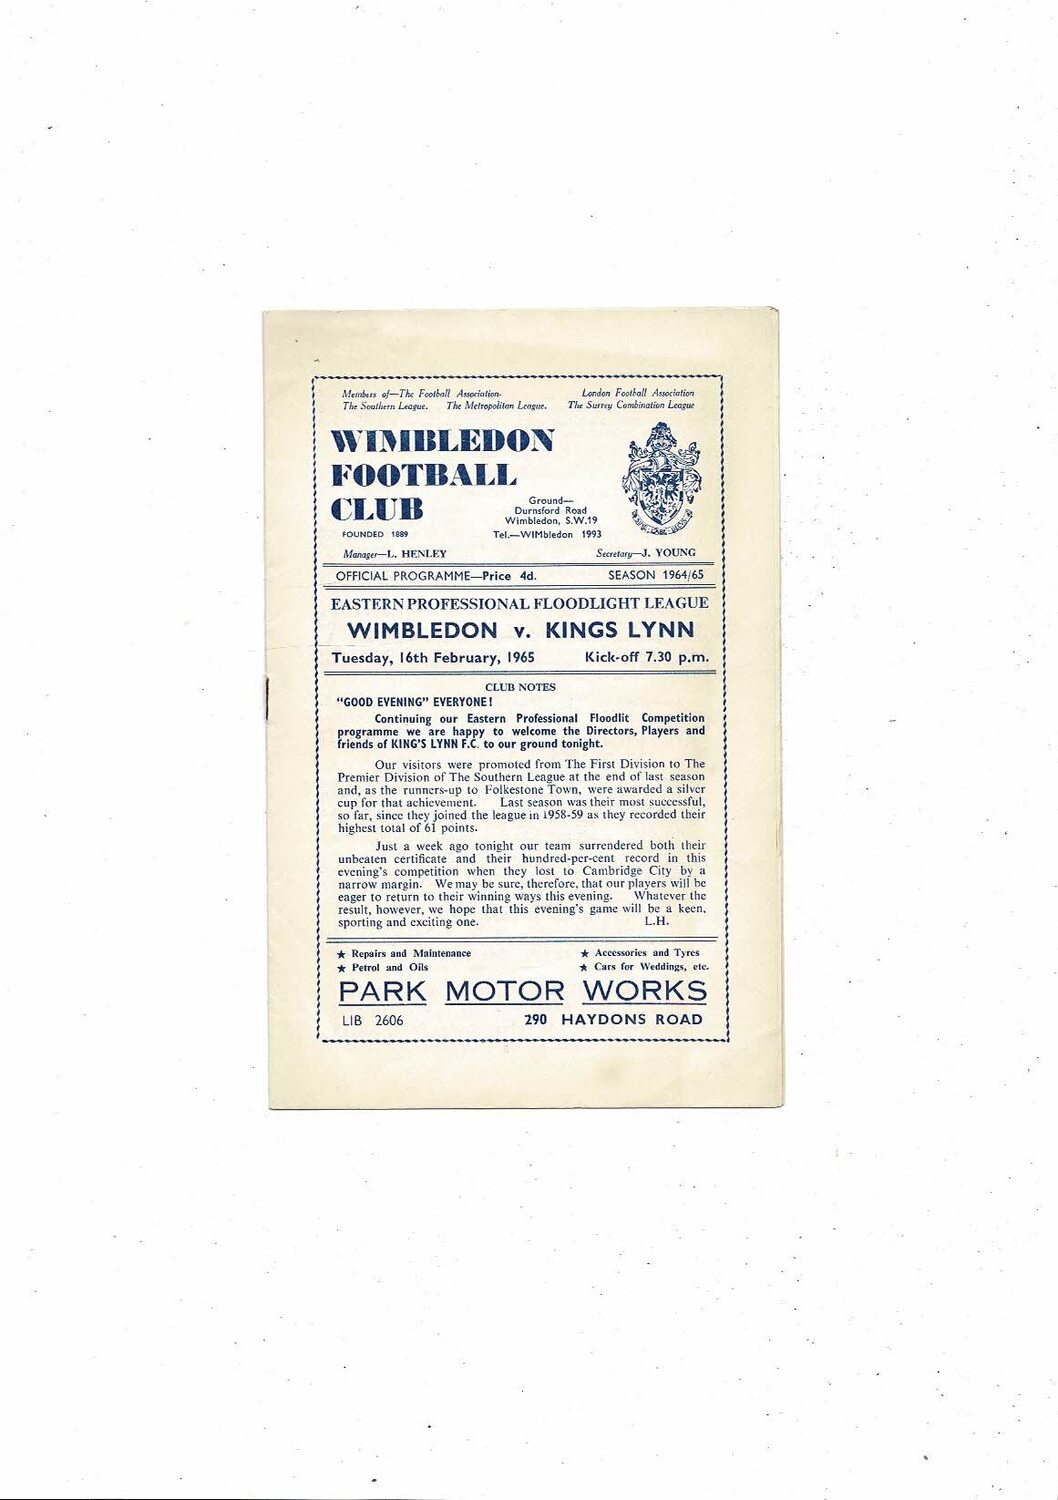 Members of—The Football Association. London Football Association
The Southern League. The Metropolitan League. The Surrey Combination League
WIMBLEDON
FOOTBALL
CLUB
FOUNDED 1889
Ground—
Durnsford Road
Wimbledon, S.W.19
Tel.—WIMbledon 1993
Manager—L. HENLEY Secretary—J. YOUNG
OFFICIAL PROGRAMME—Price 4d. SEASON 1964/65
EASTERN PROFESSIONAL FLOODLIGHT LEAGUE
WIMBLEDON v. KINGS LYNN
Tuesday, 16th February, 1965 Kick-off 7.30 p.m.
CLUB NOTES
"GOOD EVENING" EVERYONE!
Continuing our Eastern Professional Floodlit Competition
programme we are happy to welcome the Directors, Players and
friends of KING'S LYNN F.C. to our ground tonight.
Our visitors were promoted from The First Division to The
Premier Division of The Southern League at the end of last season
and, as the runners-up to Folkestone Town, were awarded a silver
cup for that achievement. Last season was their most successful,
so far, since they joined the league in 1958-59 as they recorded their
highest total of 61 points.
Just a week ago tonight our team surrendered both their
unbeaten certificate and their hundred-per-cent record in this
evening's competition when they lost to Cambridge City by a
narrow margin. We may be sure, therefore, that our players will be
eager to return to their winning ways this evening. Whatever the
result, however, we hope that this evening's game will be a keen,
sporting and exciting one. L.H.
★ Repairs and Maintenance ★ Accessories and Tyres
★ Petrol and Oils ★ Cars for Weddings, etc.
PARK MOTOR WORKS
LIB 2606 290 HAYDONS ROAD